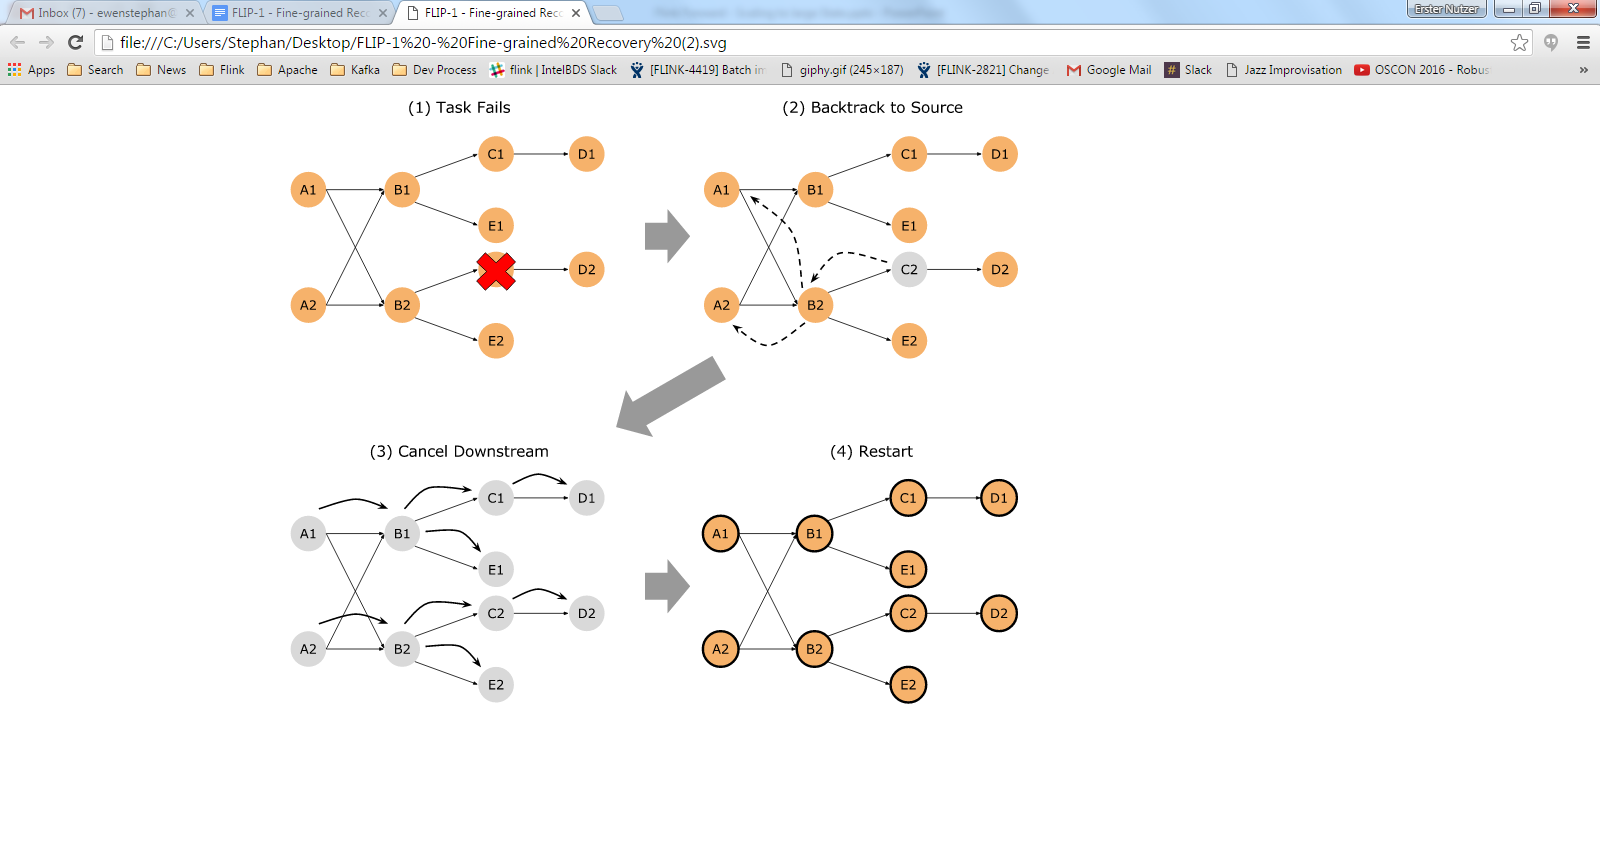 Inbox (7) - ewenstephan@
FLIP-1 - Fine-grained Reco
FLIP-1 - Fine-grained Reco
Erster Nutzer
file:///C:/Users/Stephan/Desktop/FLIP-1%20-%20Fine-grained%20Recovery%20(2).svg
Apps Search News Flink Apache Kafka Dev Process flink | IntelBDS Slack [FLINK-4419] Batch im giphy.gif (245×187) [FLINK-2821] Change Google Mail Slack Jazz Improvisation OSCON 2016 - Robus »
(1) Task Fails
C1 D1
A1 B1
E1
D2
A2 B2
E2
(2) Backtrack to Source
C1 D1
A1 B1
E1
C2 D2
A2 B2
E2
(3) Cancel Downstream
C1 D1
A1 B1
E1
C2 D2
A2 B2
E2
(4) Restart
C1 D1
A1 B1
E1
C2 D2
A2 B2
E2